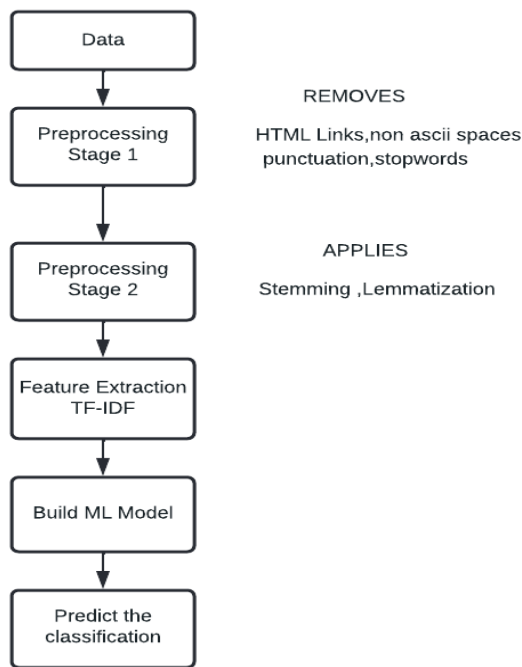 Data
REMOVES
Preprocessing
Stage 1
HTML Links,non ascii spaces
punctuation,stopwords
APPLIES
Preprocessing
Stage 2
Stemming ,Lemmatization
Feature Extraction
TF-IDF
Build ML Model
Predict the
classification